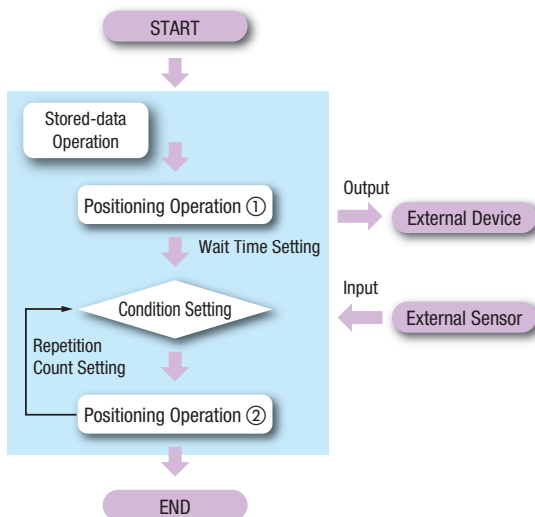 START
Stored-data
Operation
Positioning Operation ①
Output
External Device
Wait Time Setting
Input
Condition Setting
External Sensor
Repetition
Count Setting
Positioning Operation ②
END